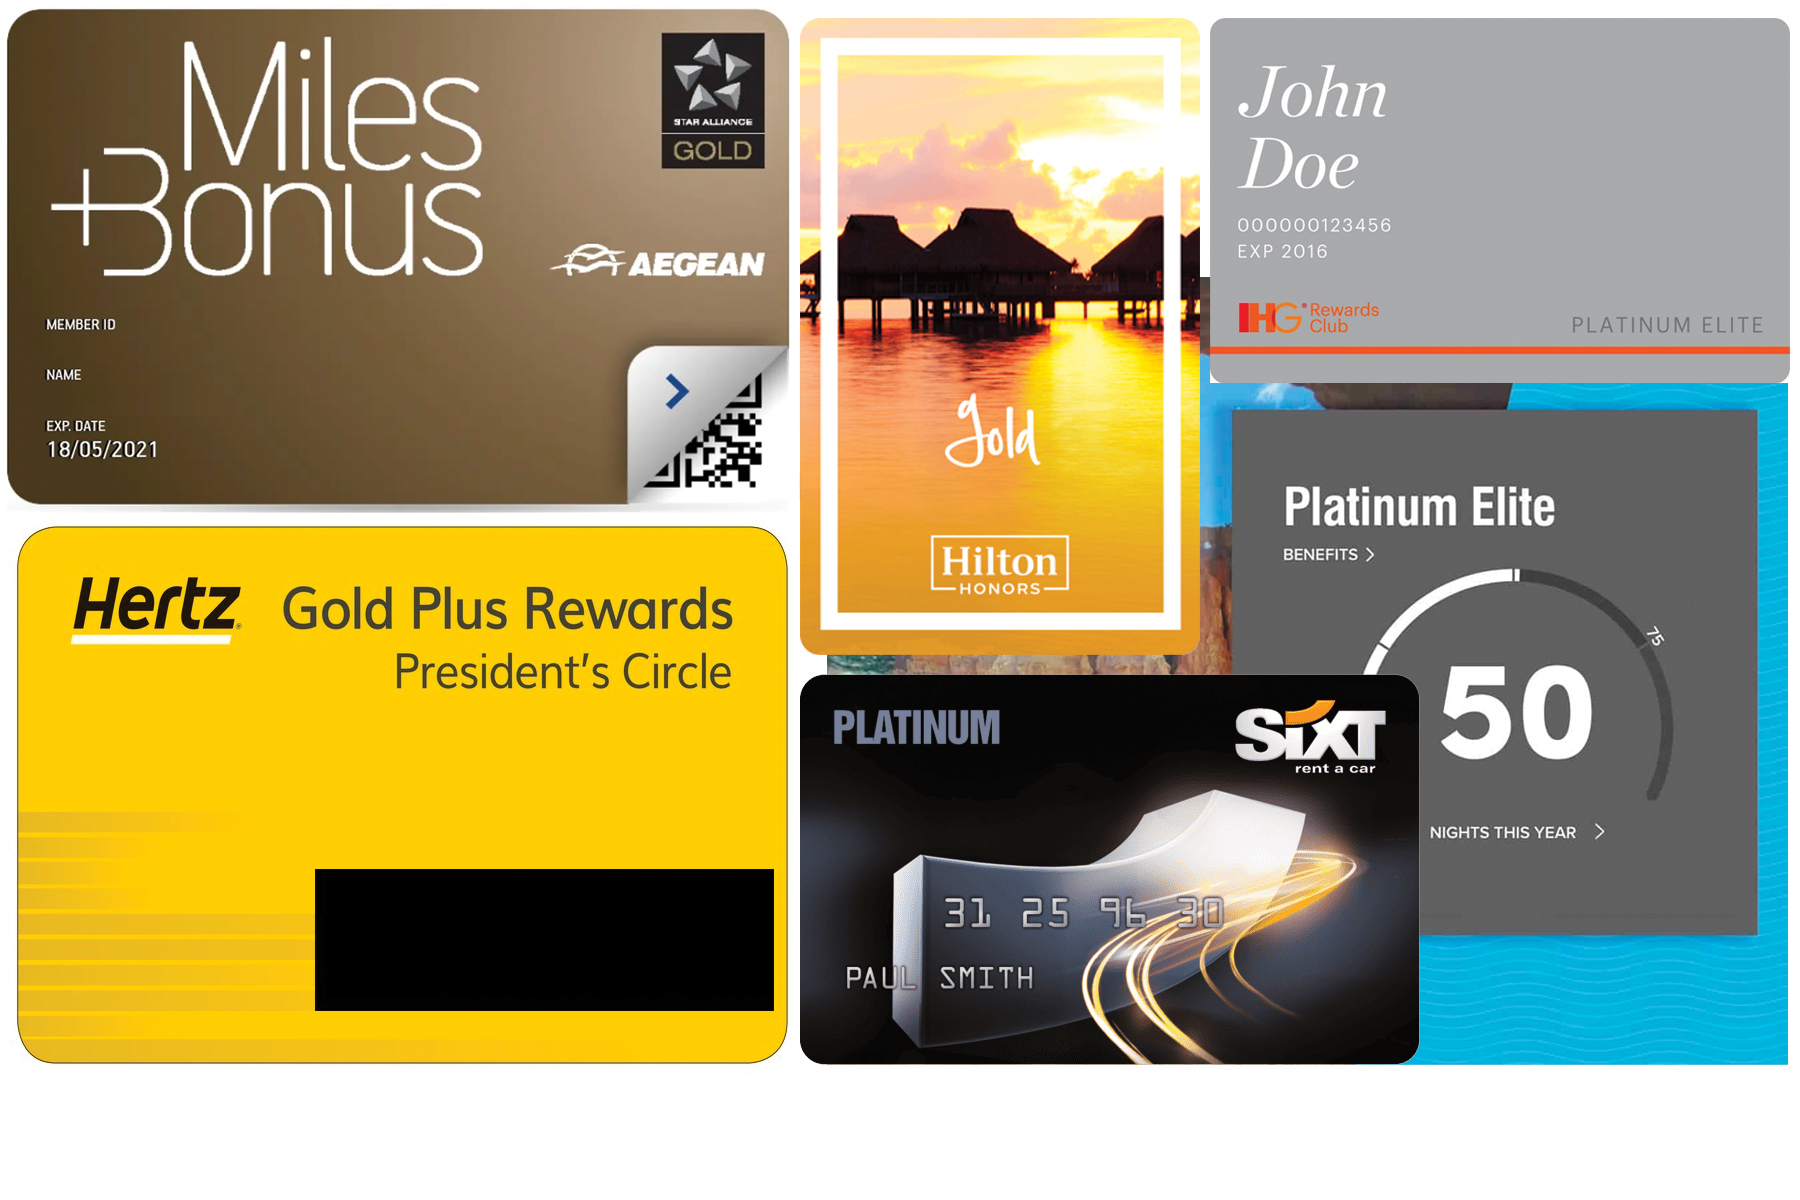 Miles
+Bonus
STAR ALLIANCE
GOLD
AEGEAN
MEMBER ID
NAME
EXP. DATE
18/05/2021
gold
Hilton
HONORS
John
Doe
000000123456
EXP 2016
IHG® Rewards
Club
PLATINUM ELITE
Hertz®
Gold Plus Rewards
President's Circle
PLATINUM
SIXT
rent a car
31 25 96 30
PAUL SMITH
Platinum Elite
BENEFITS >
75
50
NIGHTS THIS YEAR >